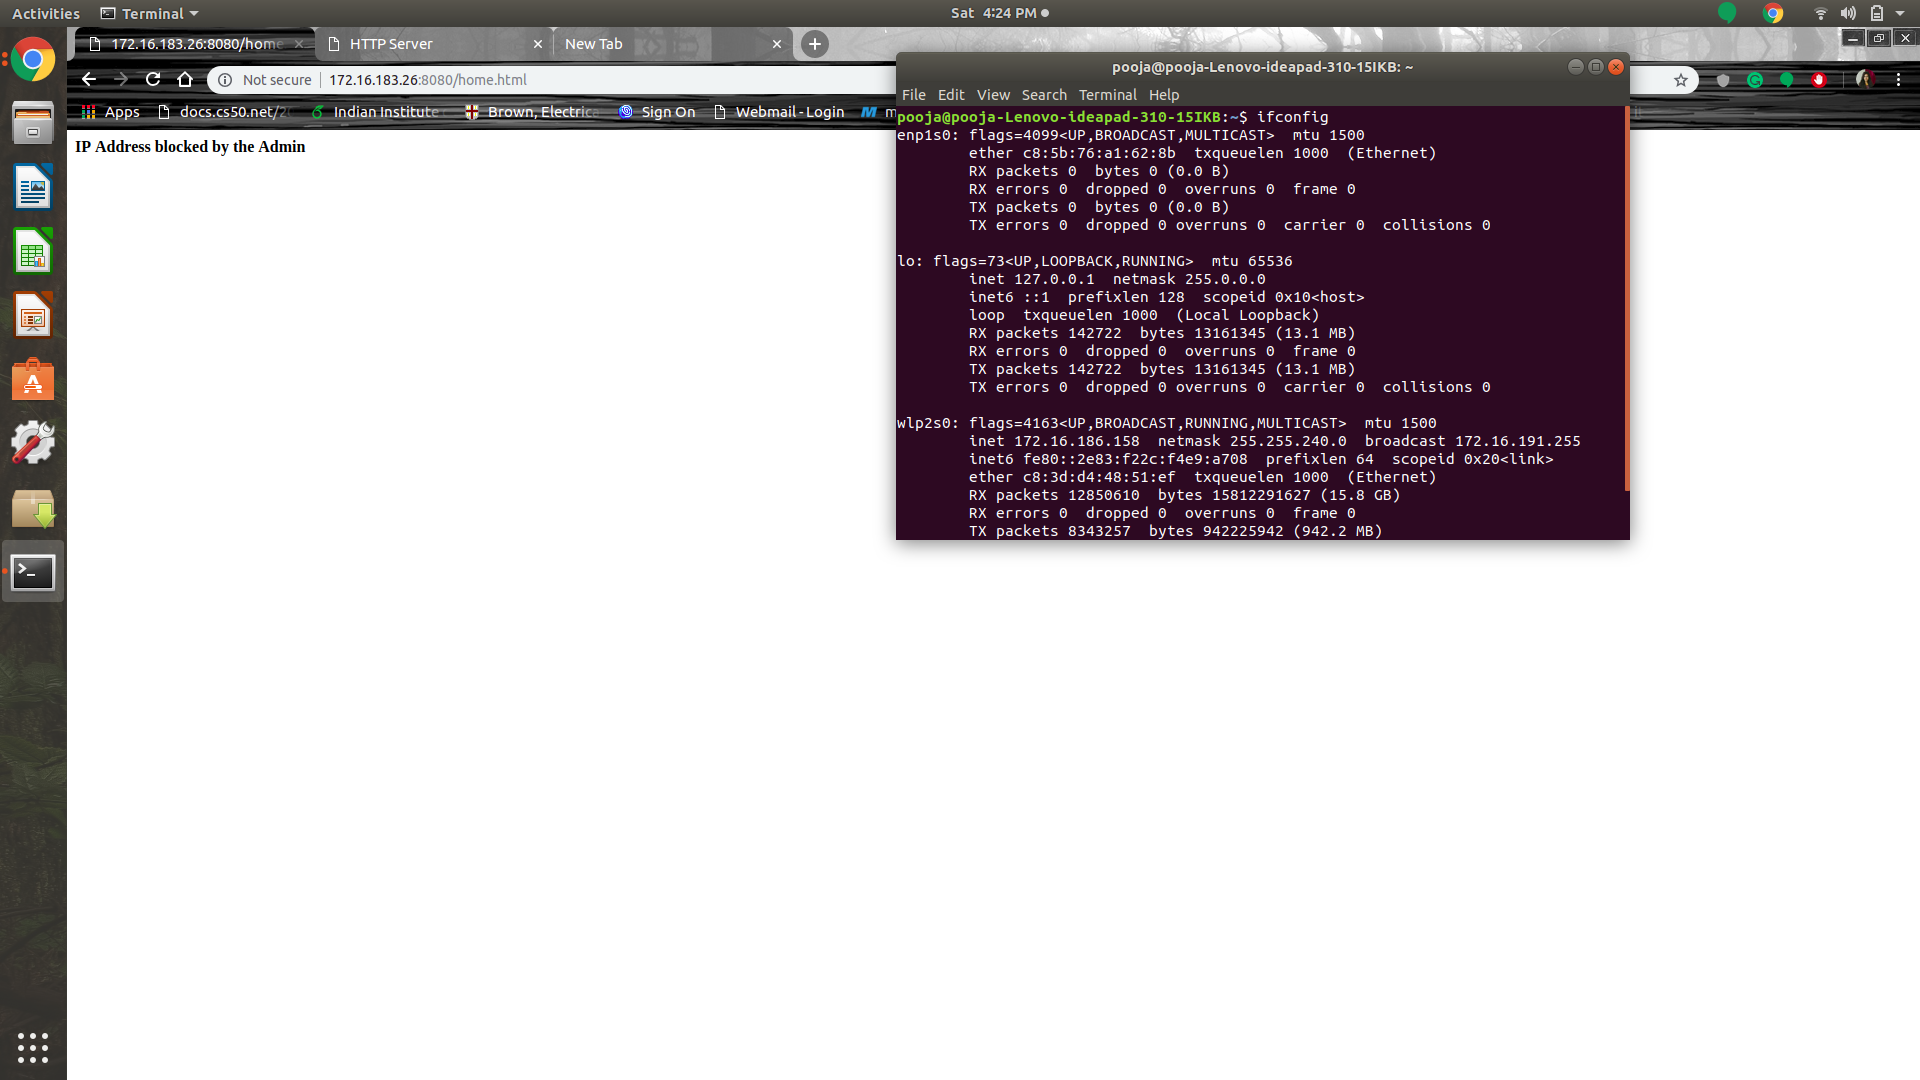 Activities Terminal Sat 4:24 PM
172.16.183.26:8080/home HTTP Server New Tab
Not secure 172.16.183.26:8080/home.html
Apps docs.cs50.net/2 Indian Institute Brown, Electrica Sign On Webmail - Login m
IP Address blocked by the Admin
pooja@pooja-Lenovo-ideapad-310-15IKB: ~
File Edit View Search Terminal Help
pooja@pooja-Lenovo-ideapad-310-15IKB:~$ ifconfig
enp1s0: flags=4099<UP,BROADCAST,MULTICAST>  mtu 1500
        ether c8:5b:76:a1:62:8b  txqueuelen 1000  (Ethernet)
        RX packets 0  bytes 0 (0.0 B)
        RX errors 0  dropped 0  overruns 0  frame 0
        TX packets 0  bytes 0 (0.0 B)
        TX errors 0  dropped 0 overruns 0  carrier 0  collisions 0
lo: flags=73<UP,LOOPBACK,RUNNING>  mtu 65536
        inet 127.0.0.1  netmask 255.0.0.0
        inet6 ::1  prefixlen 128  scopeid 0x10<host>
        loop  txqueuelen 1000  (Local Loopback)
        RX packets 142722  bytes 13161345 (13.1 MB)
        RX errors 0  dropped 0  overruns 0  frame 0
        TX packets 142722  bytes 13161345 (13.1 MB)
        TX errors 0  dropped 0 overruns 0  carrier 0  collisions 0
wlp2s0: flags=4163<UP,BROADCAST,RUNNING,MULTICAST>  mtu 1500
        inet 172.16.186.158  netmask 255.255.240.0  broadcast 172.16.191.255
        inet6 fe80::2e83:f22c:f4e9:a708  prefixlen 64  scopeid 0x20<link>
        ether c8:3d:d4:48:51:ef  txqueuelen 1000  (Ethernet)
        RX packets 12850610  bytes 15812291627 (15.8 GB)
        RX errors 0  dropped 0  overruns 0  frame 0
        TX packets 8343257  bytes 942225942 (942.2 MB)